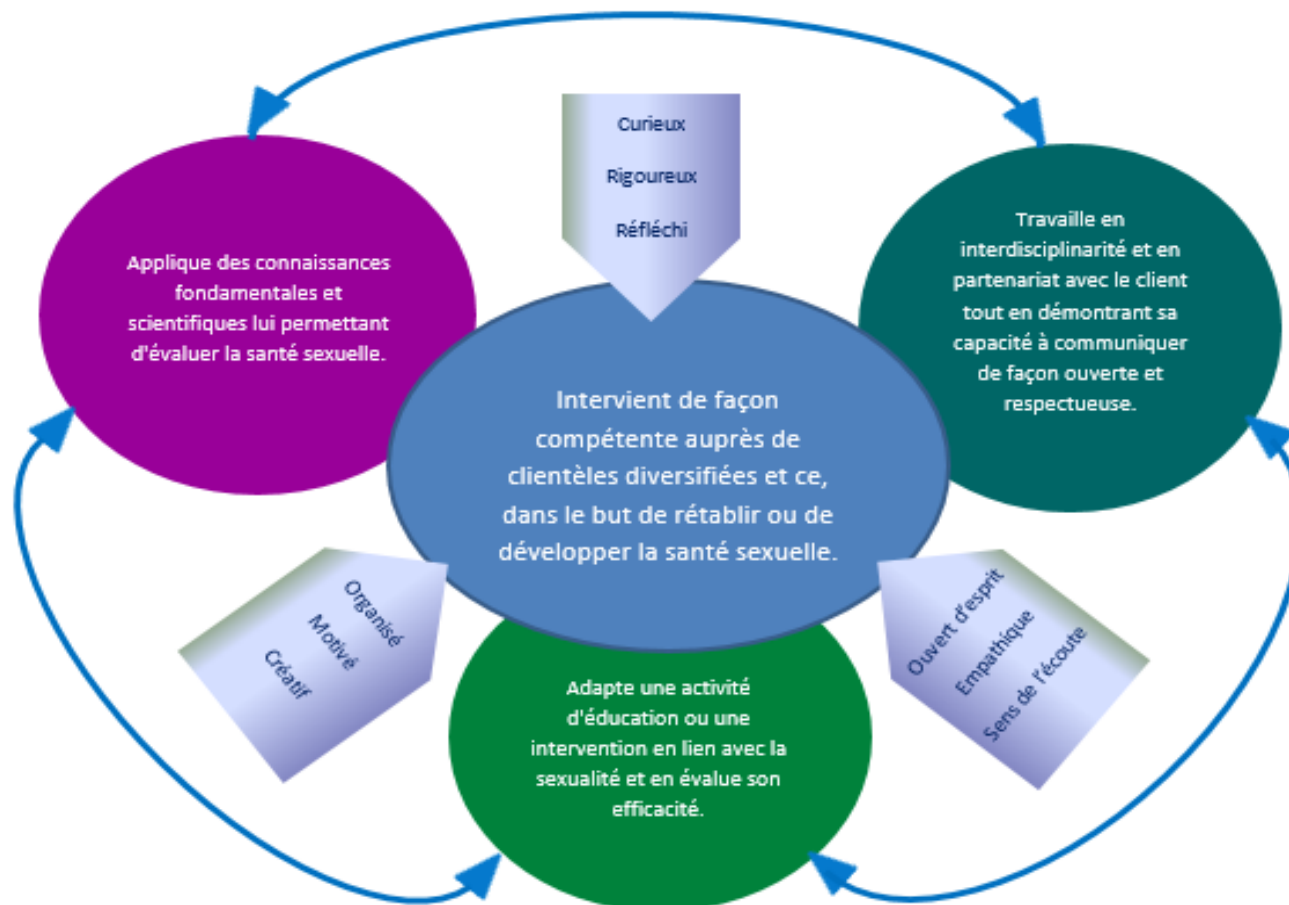 Curieux
Rigoureux
Réfléchi
Applique des connaissances
fondamentales et
scientifiques lui permettant
d'évaluer la santé sexuelle.
Travaille en
interdisciplinarité et en
partenariat avec le client
tout en démontrant sa
capacité à communiquer
de façon ouverte et
respectueuse.
Intervient de façon
compétente auprès de
clientèles diversifiées et ce,
dans le but de rétablir ou de
développer la santé sexuelle.
Organisé
Motivé
Créatif
Ouvert d'esprit
Empathique
Sens de l'écoute
Adapte une activité
d'éducation ou une
intervention en lien avec la
sexualité et en évalue son
efficacité.